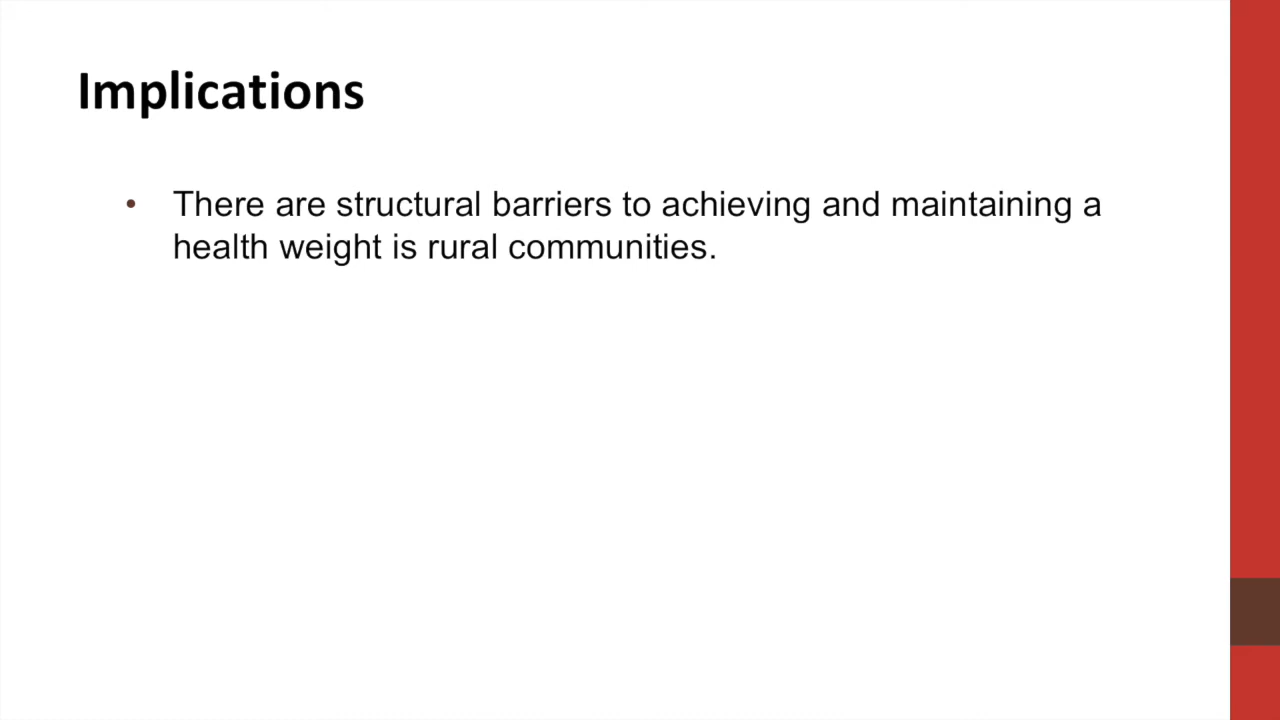 Implications
• There are structural barriers to achieving and maintaining a
health weight is rural communities.